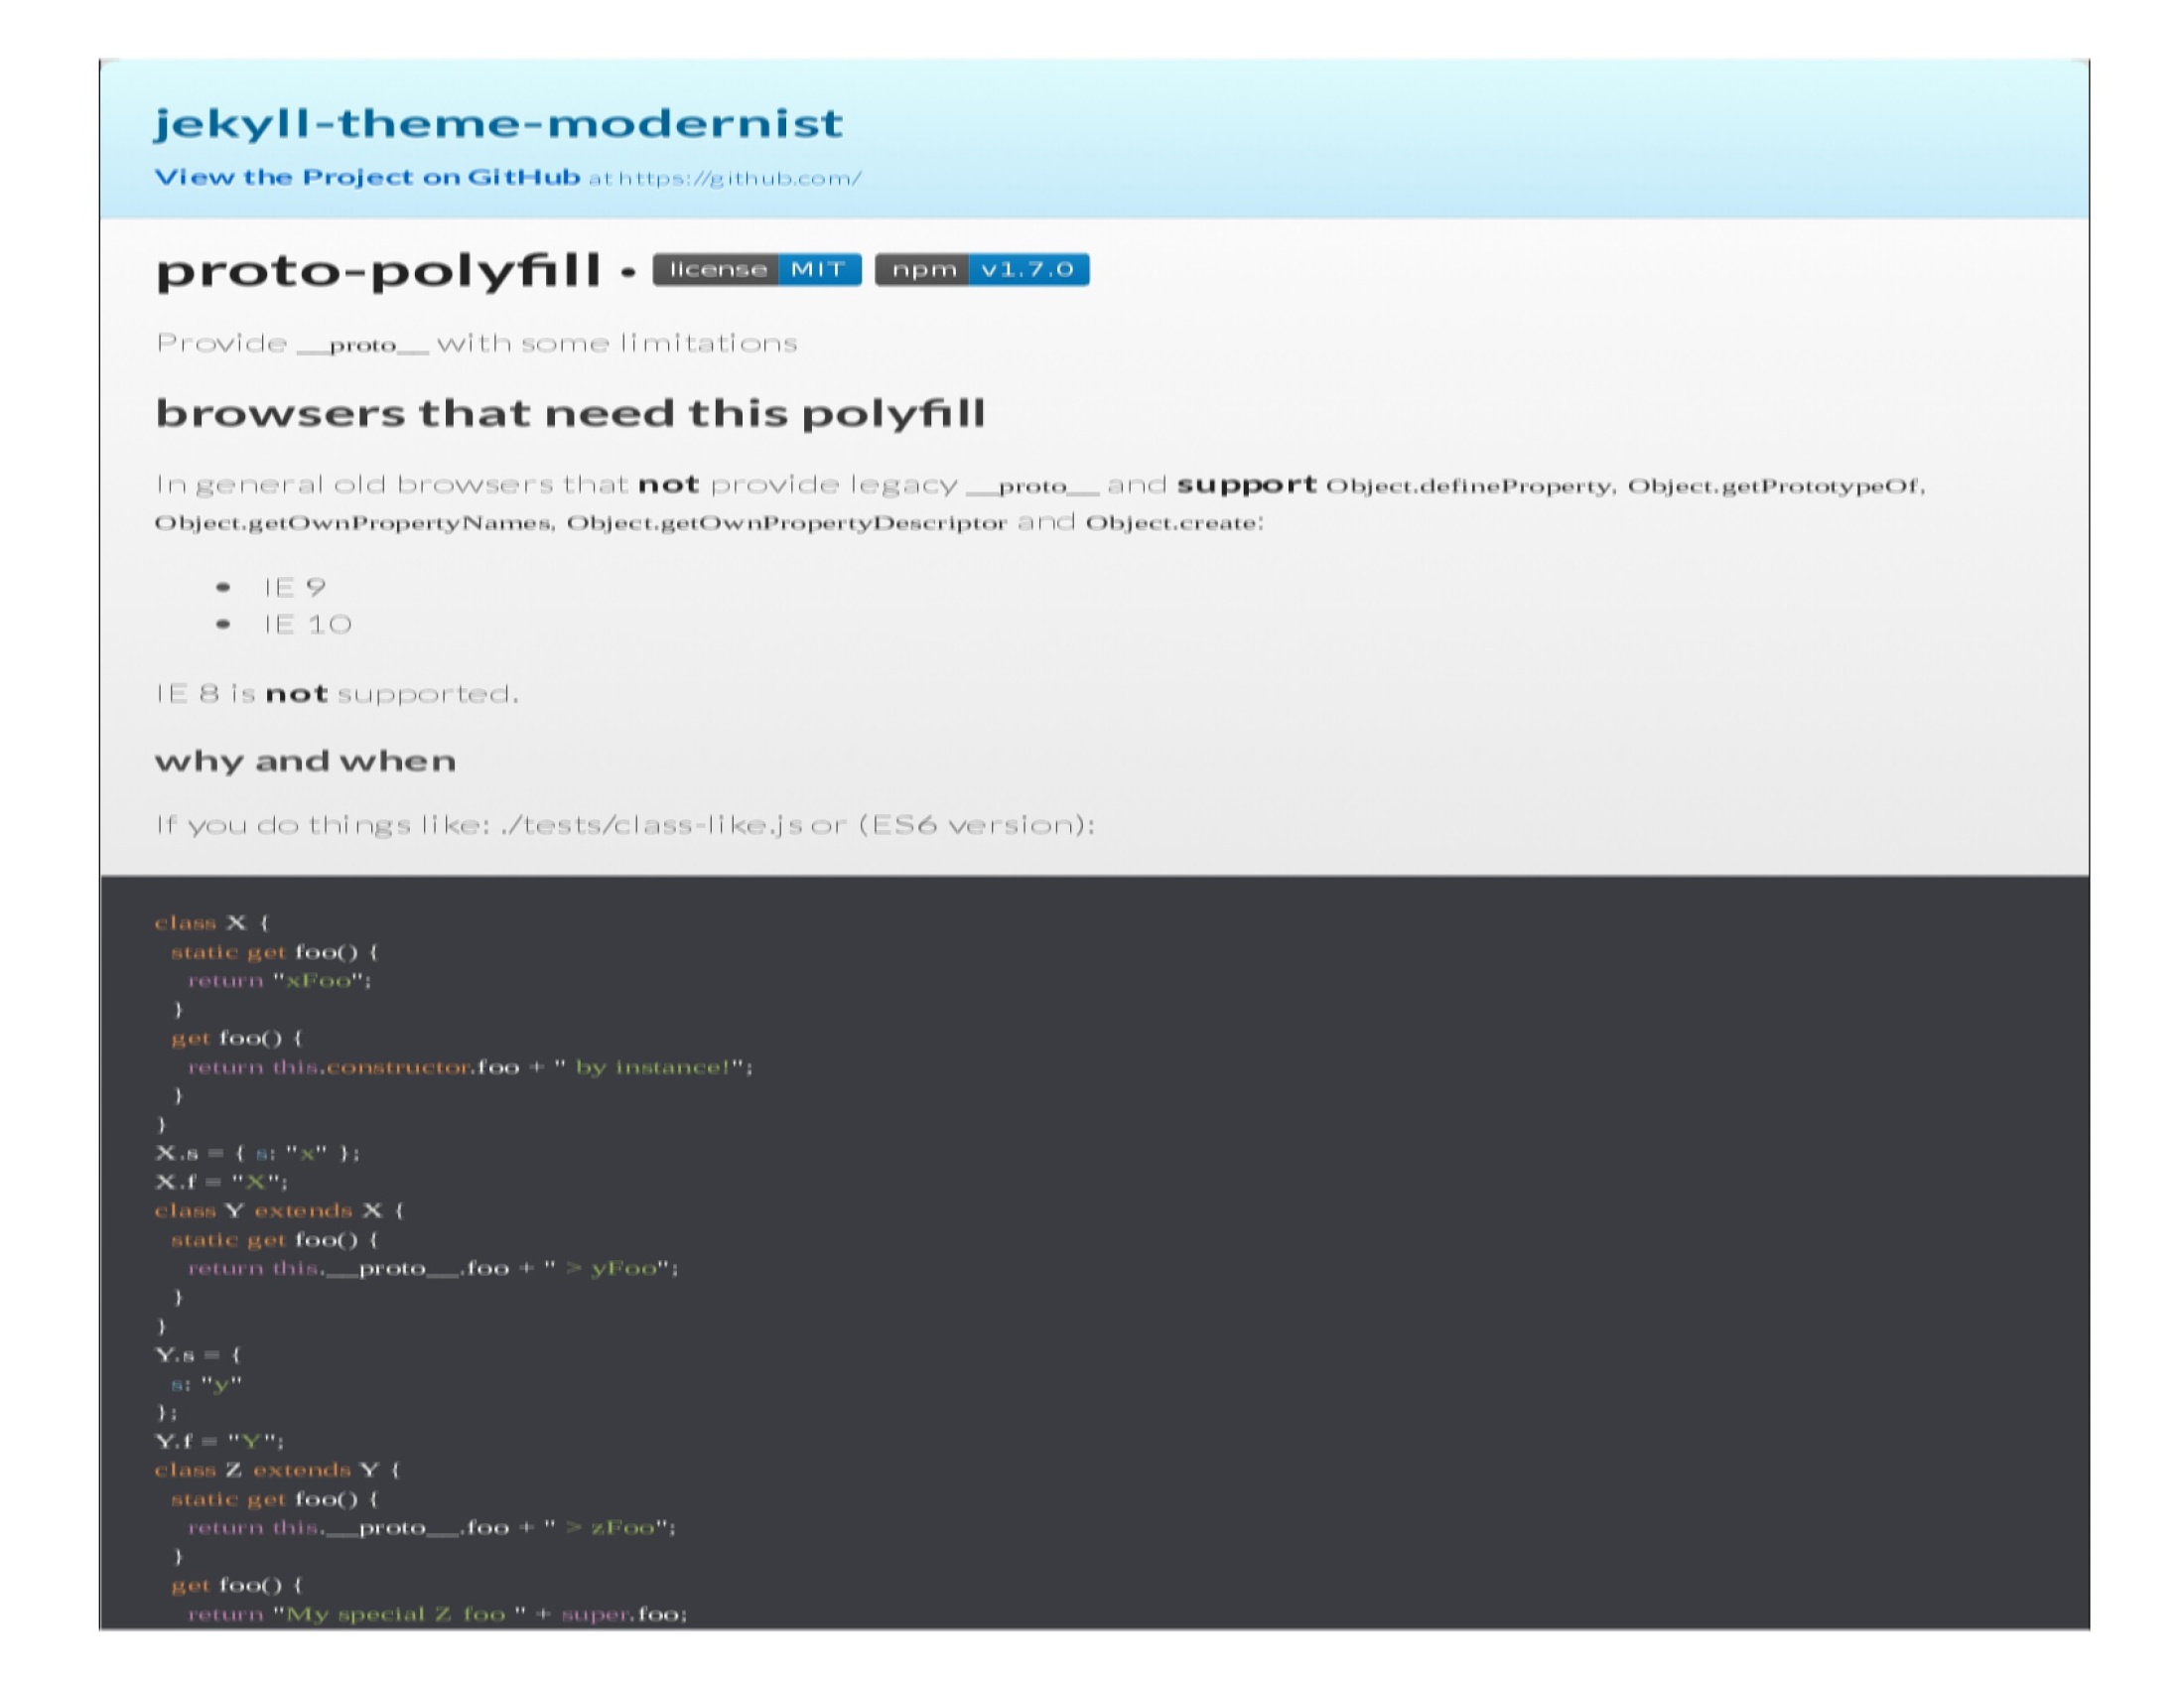 jekyll-theme-modernist
View the Project on GitHub at https://github.com/
proto-polyfill • license MIT npm v1.7.0
Provide __proto__ with some limitations
browsers that need this polyfill
In general old browsers that not provide legacy __proto__ and support Object.defineProperty, Object.getPrototypeOf,
Object.getOwnPropertyNames, Object.getOwnPropertyDescriptor and Object.create:
• IE 9
• IE 10
IE 8 is not supported.
why and when
If you do things like: ./tests/class-like.js or (ES6 version):
class X {
  static get foo() {
    return "xFoo";
  }
  get foo() {
    return this.constructor.foo + " by instance!";
  }
}
X.s = { s: "x" };
X.f = "X";
class Y extends X {
  static get foo() {
    return this.__proto__.foo + " > yFoo";
  }
}
Y.s = {
  s: "y"
};
Y.f = "Y";
class Z extends Y {
  static get foo() {
    return this.__proto__.foo + " > zFoo";
  }
  get foo() {
    return "My special Z foo " + super.foo;